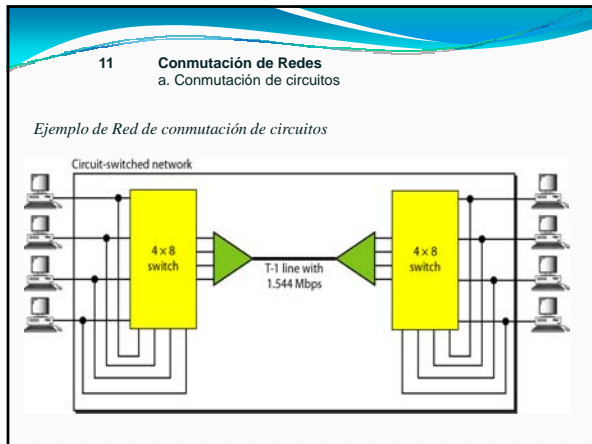 11 Conmutación de Redes
a. Conmutación de circuitos
Ejemplo de Red de conmutación de circuitos
Circuit-switched network
4 × 8
switch
T-1 line with
1.544 Mbps
4 × 8
switch